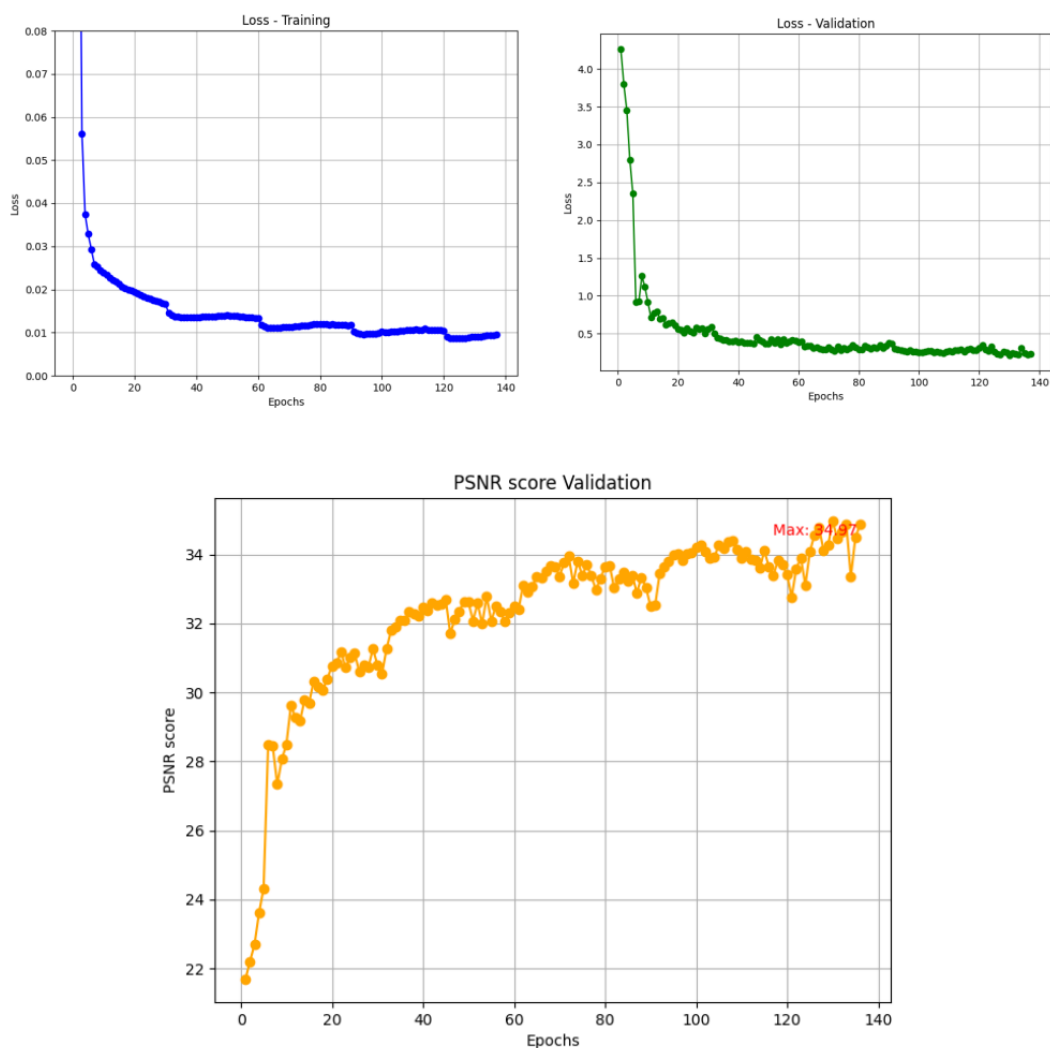 Loss - Training
0.08
0.07
0.06
0.05
0.04
0.03
0.02
0.01
0.00
Loss
0 20 40 60 80 100 120 140
Epochs
Loss - Validation
4.0
3.5
3.0
2.5
2.0
1.5
1.0
0.5
Loss
0 20 40 60 80 100 120 140
Epochs
PSNR score Validation
Max: 34.97
34
32
30
28
26
24
22
PSNR score
0 20 40 60 80 100 120 140
Epochs